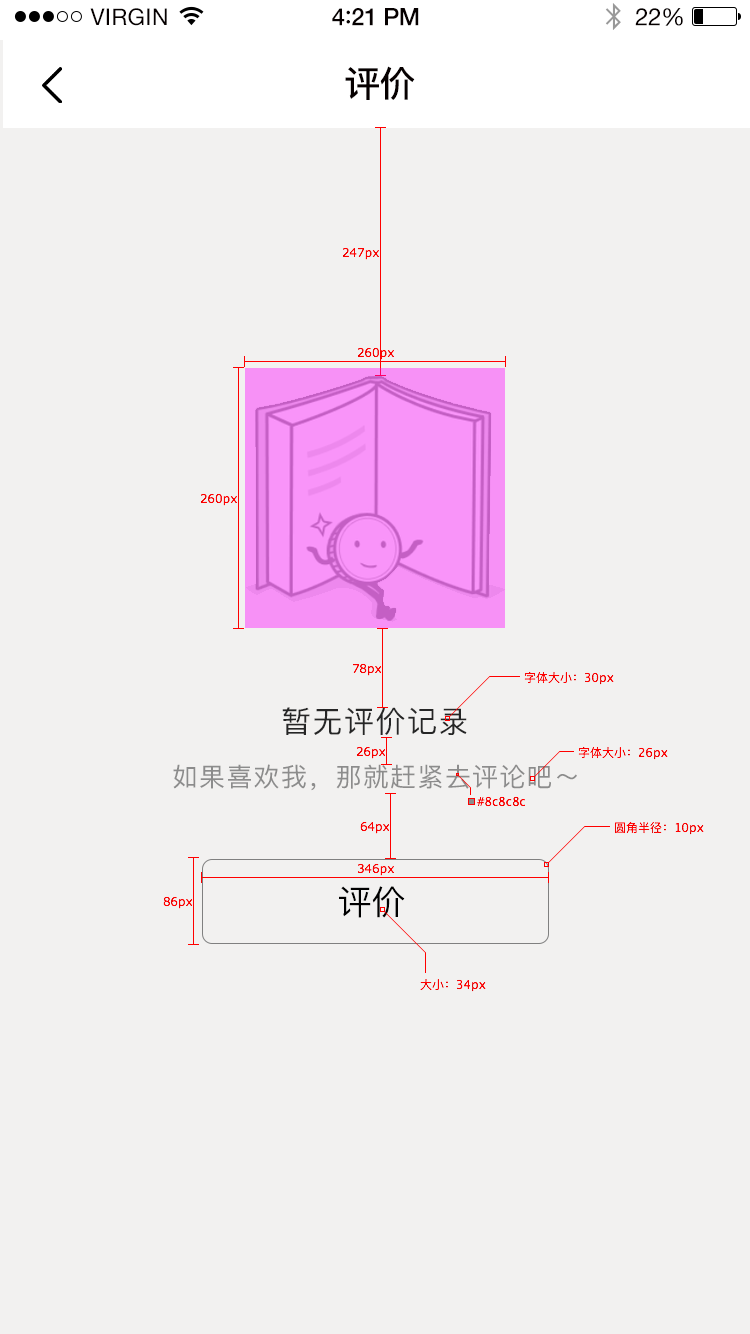 VIRGIN 4:21 PM 22%
评价
247px
260px
260px
78px
字体大小：30px
暂无评价记录
26px
字体大小：26px
如果喜欢我，那就赶紧去评论吧～
#8c8c8c
64px
圆角半径：10px
346px
86px
评价
大小：34px